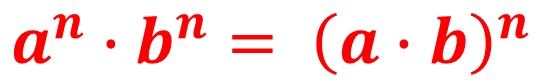 aⁿ · bⁿ = (a · b)ⁿ